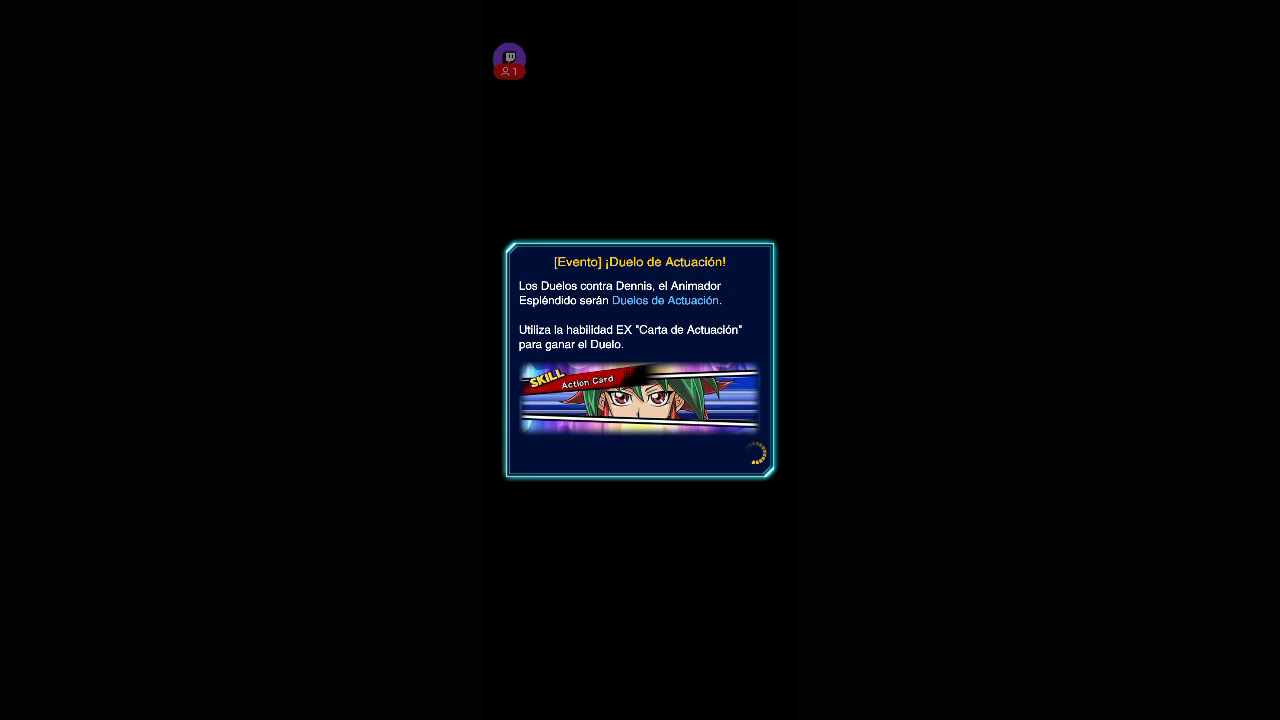 1
[Evento] ¡Duelo de Actuación!
Los Duelos contra Dennis, el Animador
Espléndido serán Duelos de Actuación.
Utiliza la habilidad EX "Carta de Actuación"
para ganar el Duelo.
SKILL
Action Card